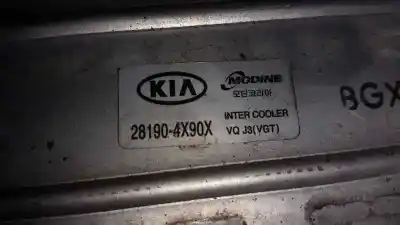 KIA
MODINE
모딘코리아
28190-4X90X
INTER COOLER
VQ J3(VGT)
BGX